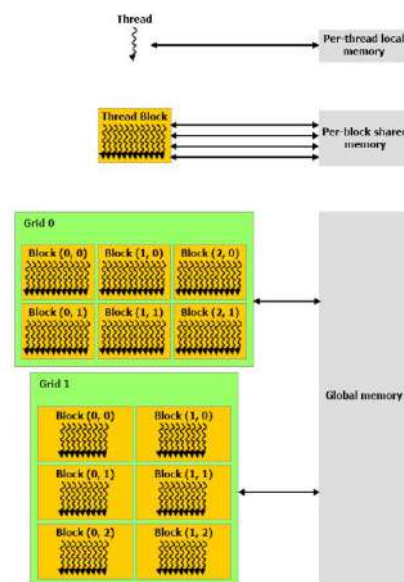 Thread
Per-thread local
memory
Thread Block
Per-block shared
memory
Grid 0
Block (0, 0) Block (1, 0) Block (2, 0)
Block (0, 1) Block (1, 1) Block (2, 1)
Grid 1
Block (0, 0) Block (1, 0)
Global memory
Block (0, 1) Block (1, 1)
Block (0, 2) Block (1, 2)